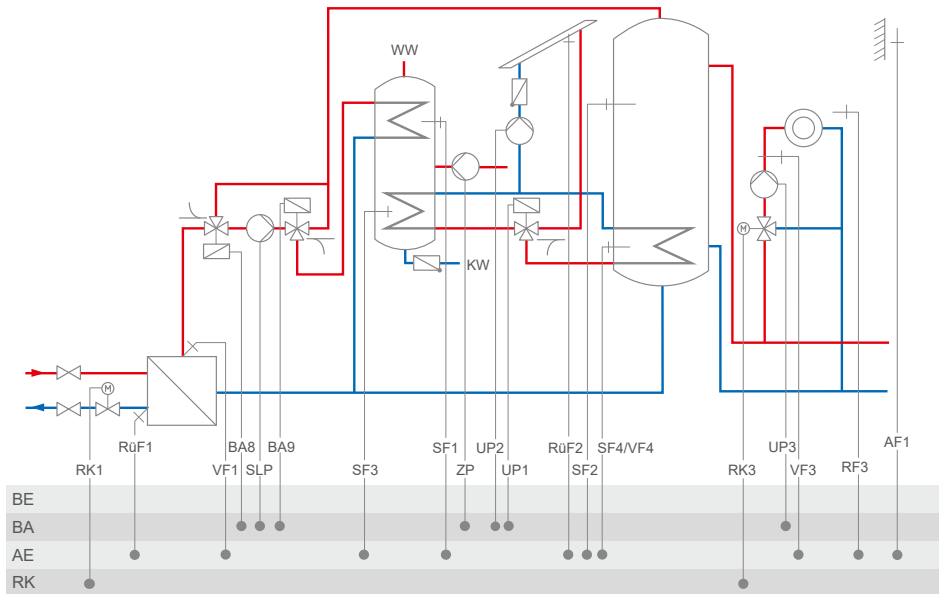 WW
KW
M
M
RüF1
BA8
BA9
SF1
UP2
RüF2
SF4/VF4
UP3
AF1
RK1
VF1
SLP
SF3
ZP
UP1
SF2
RK3
VF3
RF3
BE
BA
AE
RK